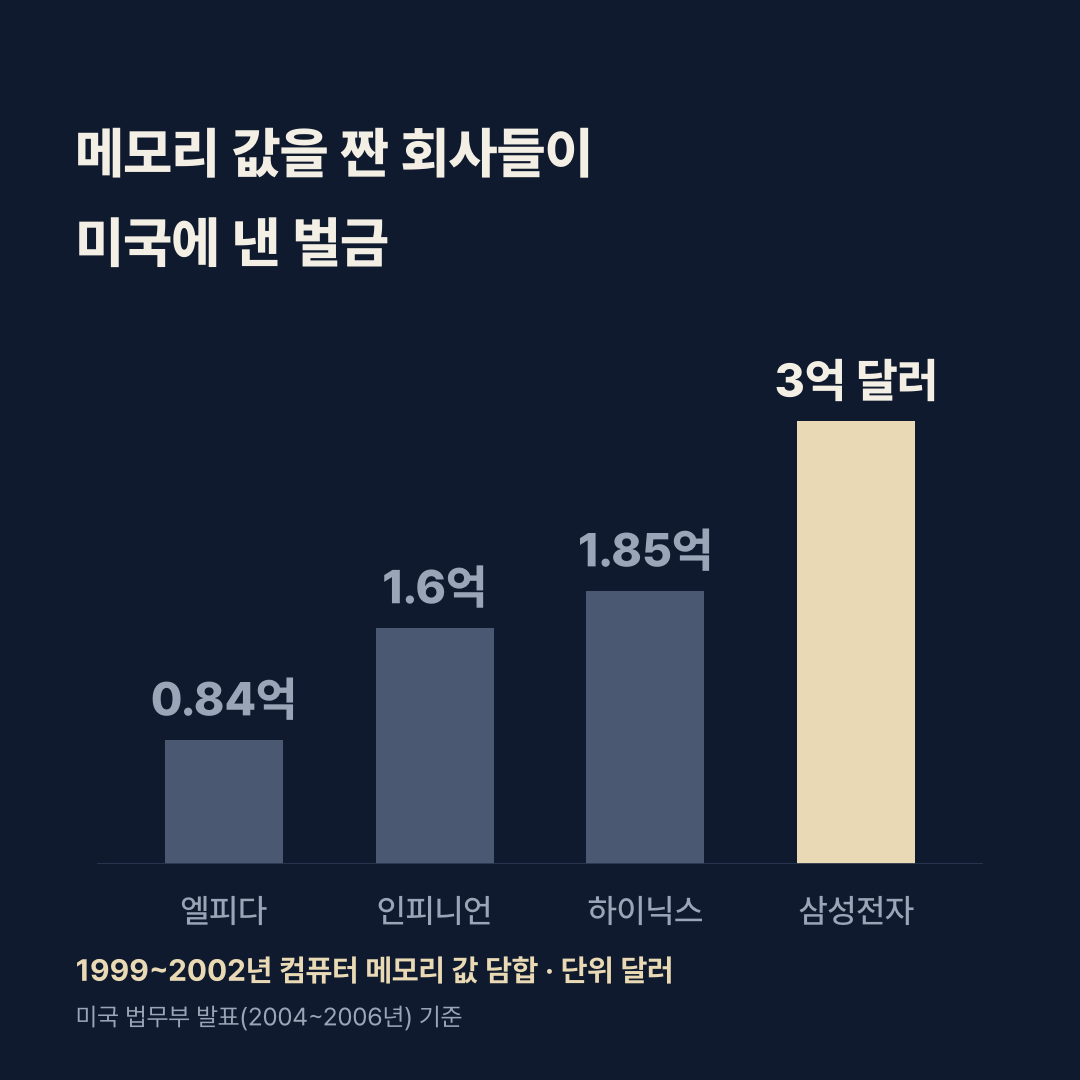 메모리 값을 짠 회사들이
미국에 낸 벌금
3억 달러
1.85억
1.6억
0.84억
엘피다 인피니언 하이닉스 삼성전자
1999~2002년 컴퓨터 메모리 값 담합 · 단위 달러
미국 법무부 발표(2004~2006년) 기준